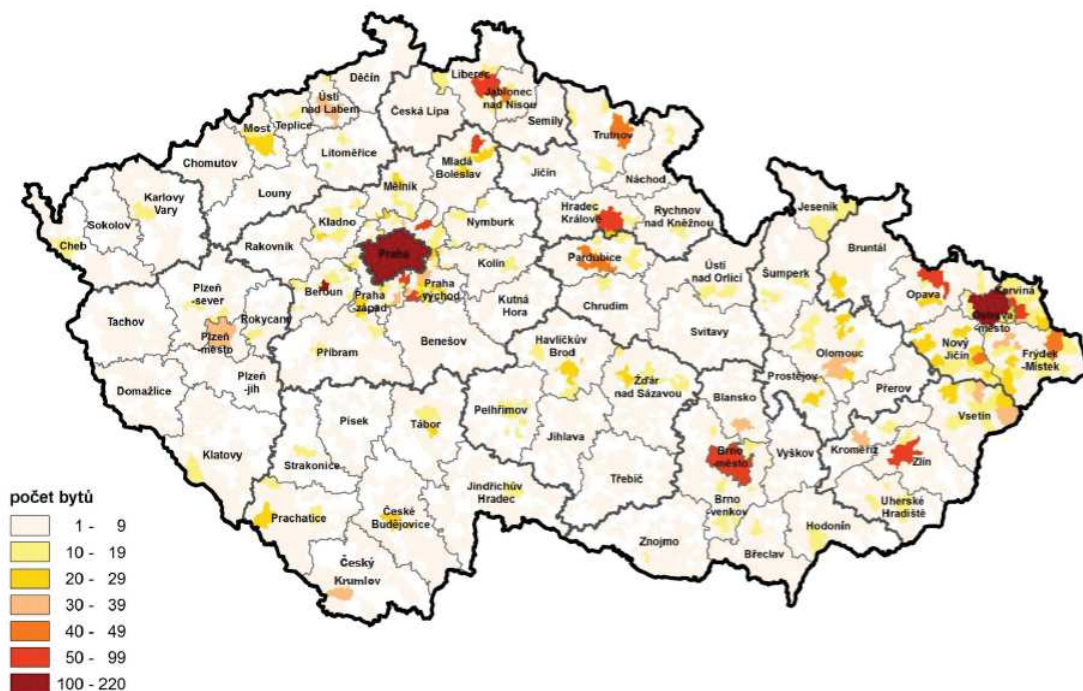 Děčín
Liberec
Ústí
nad Labem
Česká Lípa
Jablonec
nad Nisou
Teplice
Semily
Trutnov
Most
Litoměřice
Chomutov
Mladá
Boleslav
Jičín
Náchod
Louny
Mělník
Karlovy
Vary
Sokolov
Hradec
Králové
Rychnov
nad Kněžnou
Jeseník
Kladno
Nymburk
Cheb
Rakovník
Praha
Bruntál
Pardubice
Kolín
Ústí
nad Orlicí
Šumperk
Plzeň
-sever
Beroun
Praha
-západ
Praha
východ
Opava
Karviná
Ostrava
-město
Kutná
Hora
Chrudim
Tachov
Rokycany
Svitavy
Plzeň
-město
Benešov
Havlíčkův
Brod
Nový
Jičín
Frýdek
-Místek
Příbram
Olomouc
Plzeň
-jih
Prostějov
Domažlice
Žďár
nad Sázavou
Přerov
Blansko
Vsetín
Pelhřimov
Písek
Tábor
Jihlava
Klatovy
Kroměříž
Brno
-město
Vyškov
Zlín
Strakonice
Třebíč
Jindřichův
Hradec
Uherské
Hradiště
Brno
-venkov
Prachatice
České
Budějovice
Hodonín
Znojmo
Břeclav
Český
Krumlov
počet bytů
1 - 9
10 - 19
20 - 29
30 - 39
40 - 49
50 - 99
100 - 220